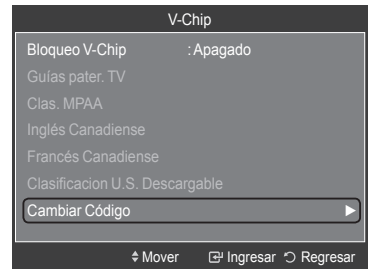 V-Chip
Bloqueo V-Chip : Apagado
Guías pater. TV
Clas. MPAA
Inglés Canadiense
Francés Canadiense
Clasificacion U.S. Descargable
Cambiar Código
Mover Ingresar Regresar